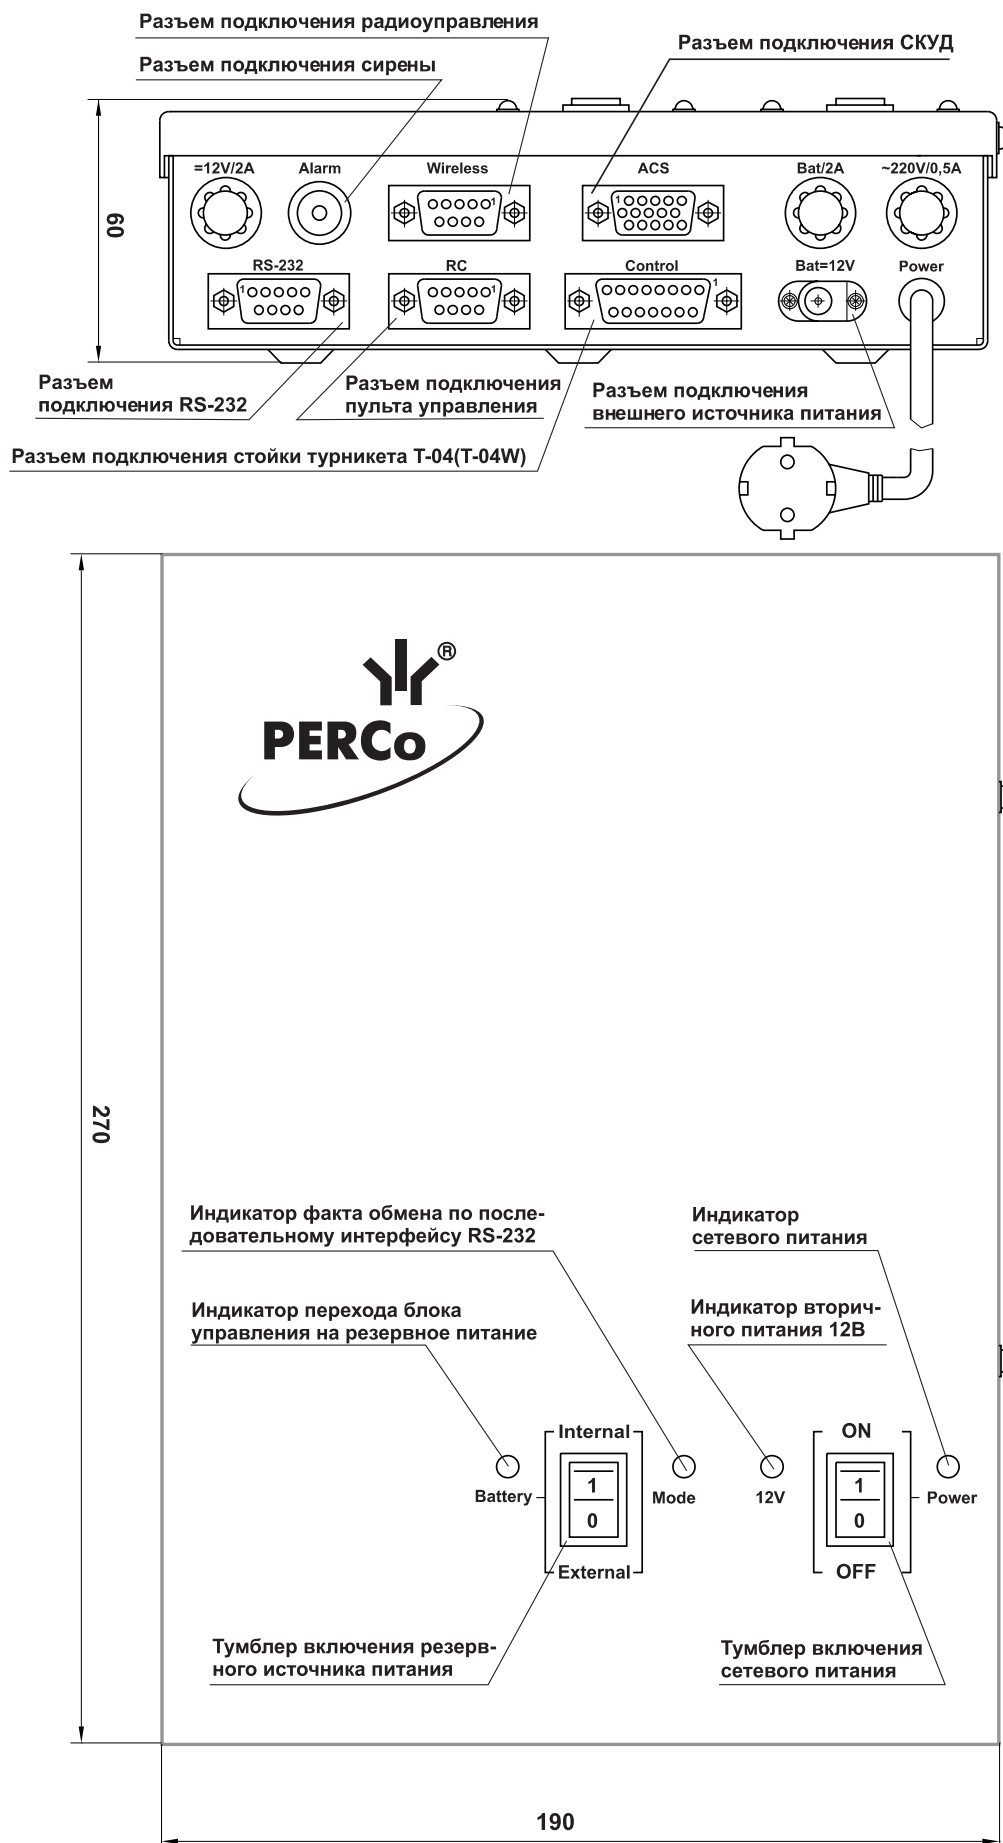 Разъем подключения радиоуправления
Разъем подключения СКУД
Разъем подключения сирены
=12V/2A
Alarm
Wireless
ACS
Bat/2A
~220V/0,5A
1
1
60
RS-232
RC
Control
Bat=12V
Power
1
1
1
Разъем
подключения RS-232
Разъем подключения
пульта управления
Разъем подключения
внешнего источника питания
Разъем подключения стойки турникета Т-04(Т-04W)
®
PERCo
270
Индикатор факта обмена по после-
довательному интерфейсу RS-232
Индикатор
сетевого питания
Индикатор перехода блока
управления на резервное питание
Индикатор вторич-
ного питания 12В
Internal
ON
1
0
1
0
Battery
Mode
12V
Power
External
OFF
Тумблер включения резерв-
ного источника питания
Тумблер включения
сетевого питания
190